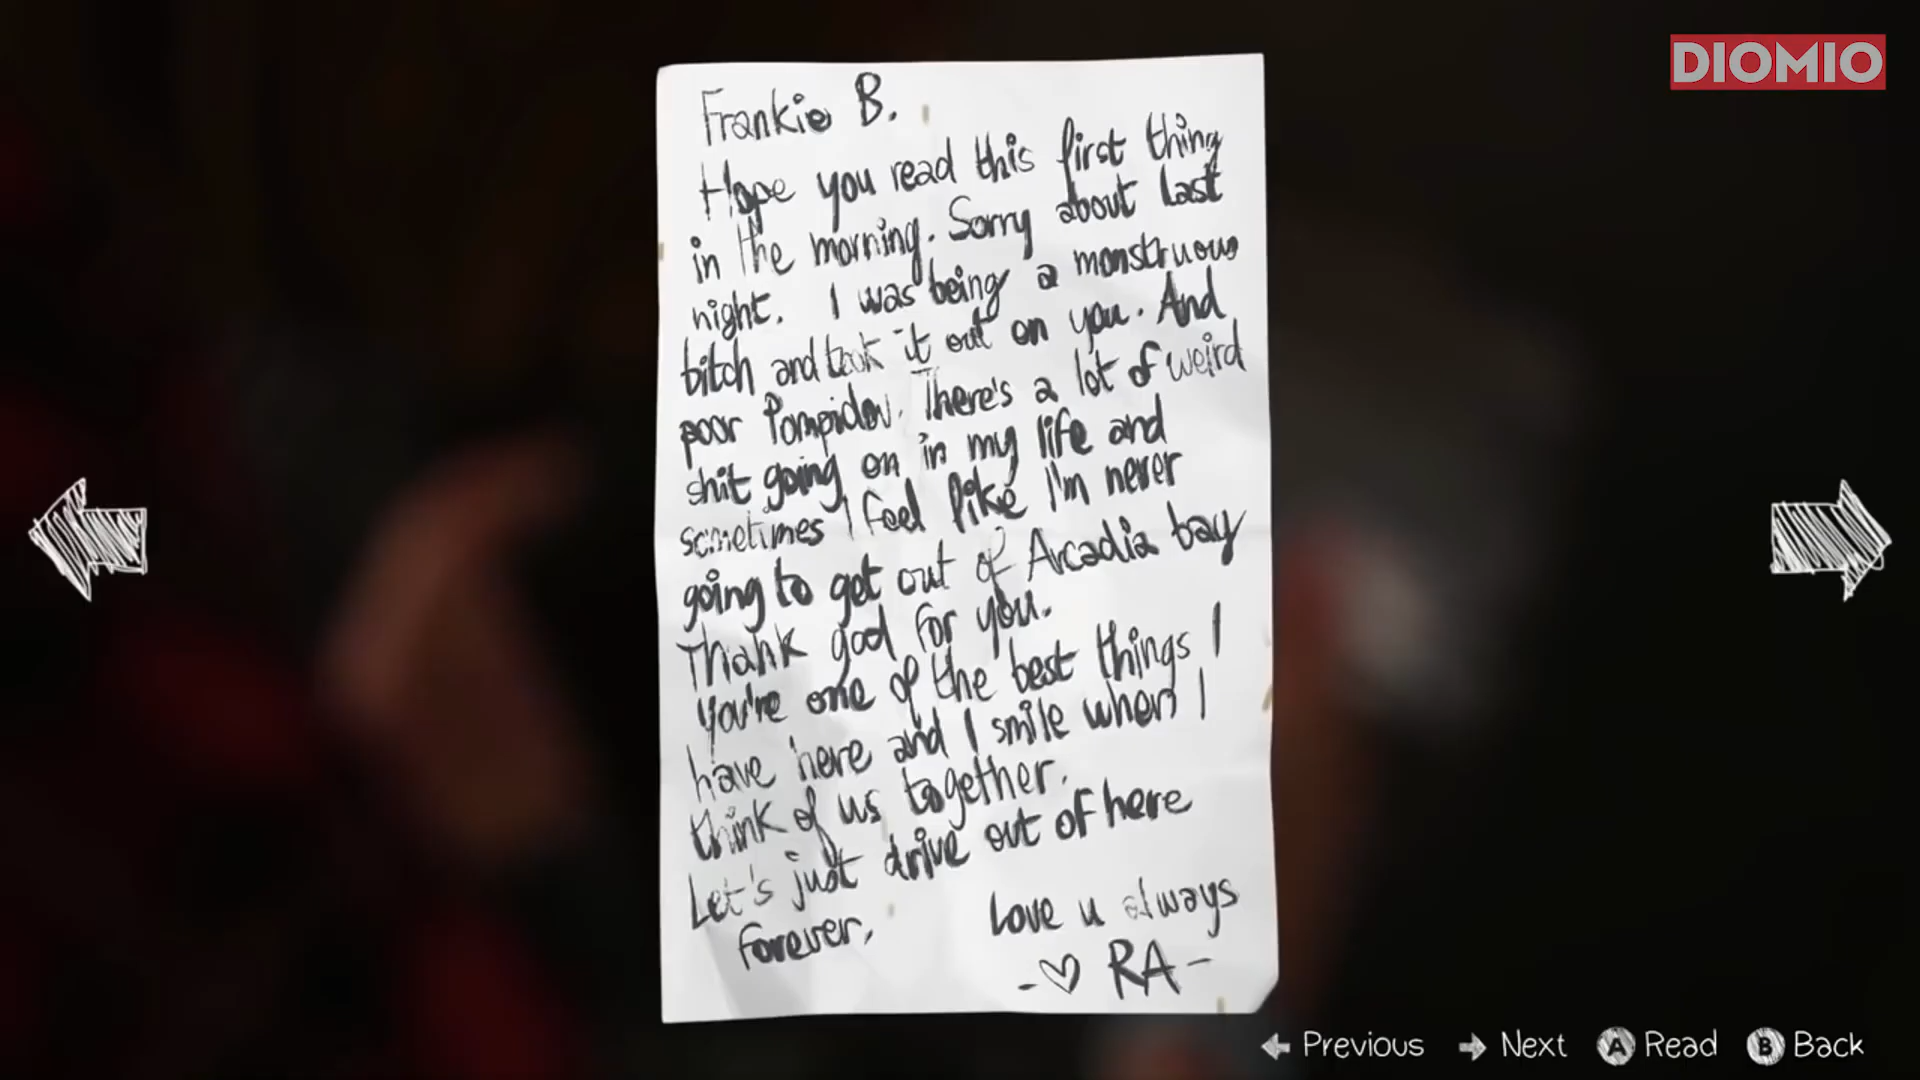 DIOMIO
Frankie B.
Hope you read this first thing
in the morning. Sorry about last
night. I was being a monstruous
bitch and took it out on you. And
poor Pompidou. There's a lot of weird
shit going on in my life and
sometimes I feel like I'm never
going to get out of Arcadia bay
Thank god for you.
You're one of the best things I
have here and I smile when I
think of us together.
Let's just drive out of here
forever.
Love u always
-♡ RA-
Previous Next A Read B Back